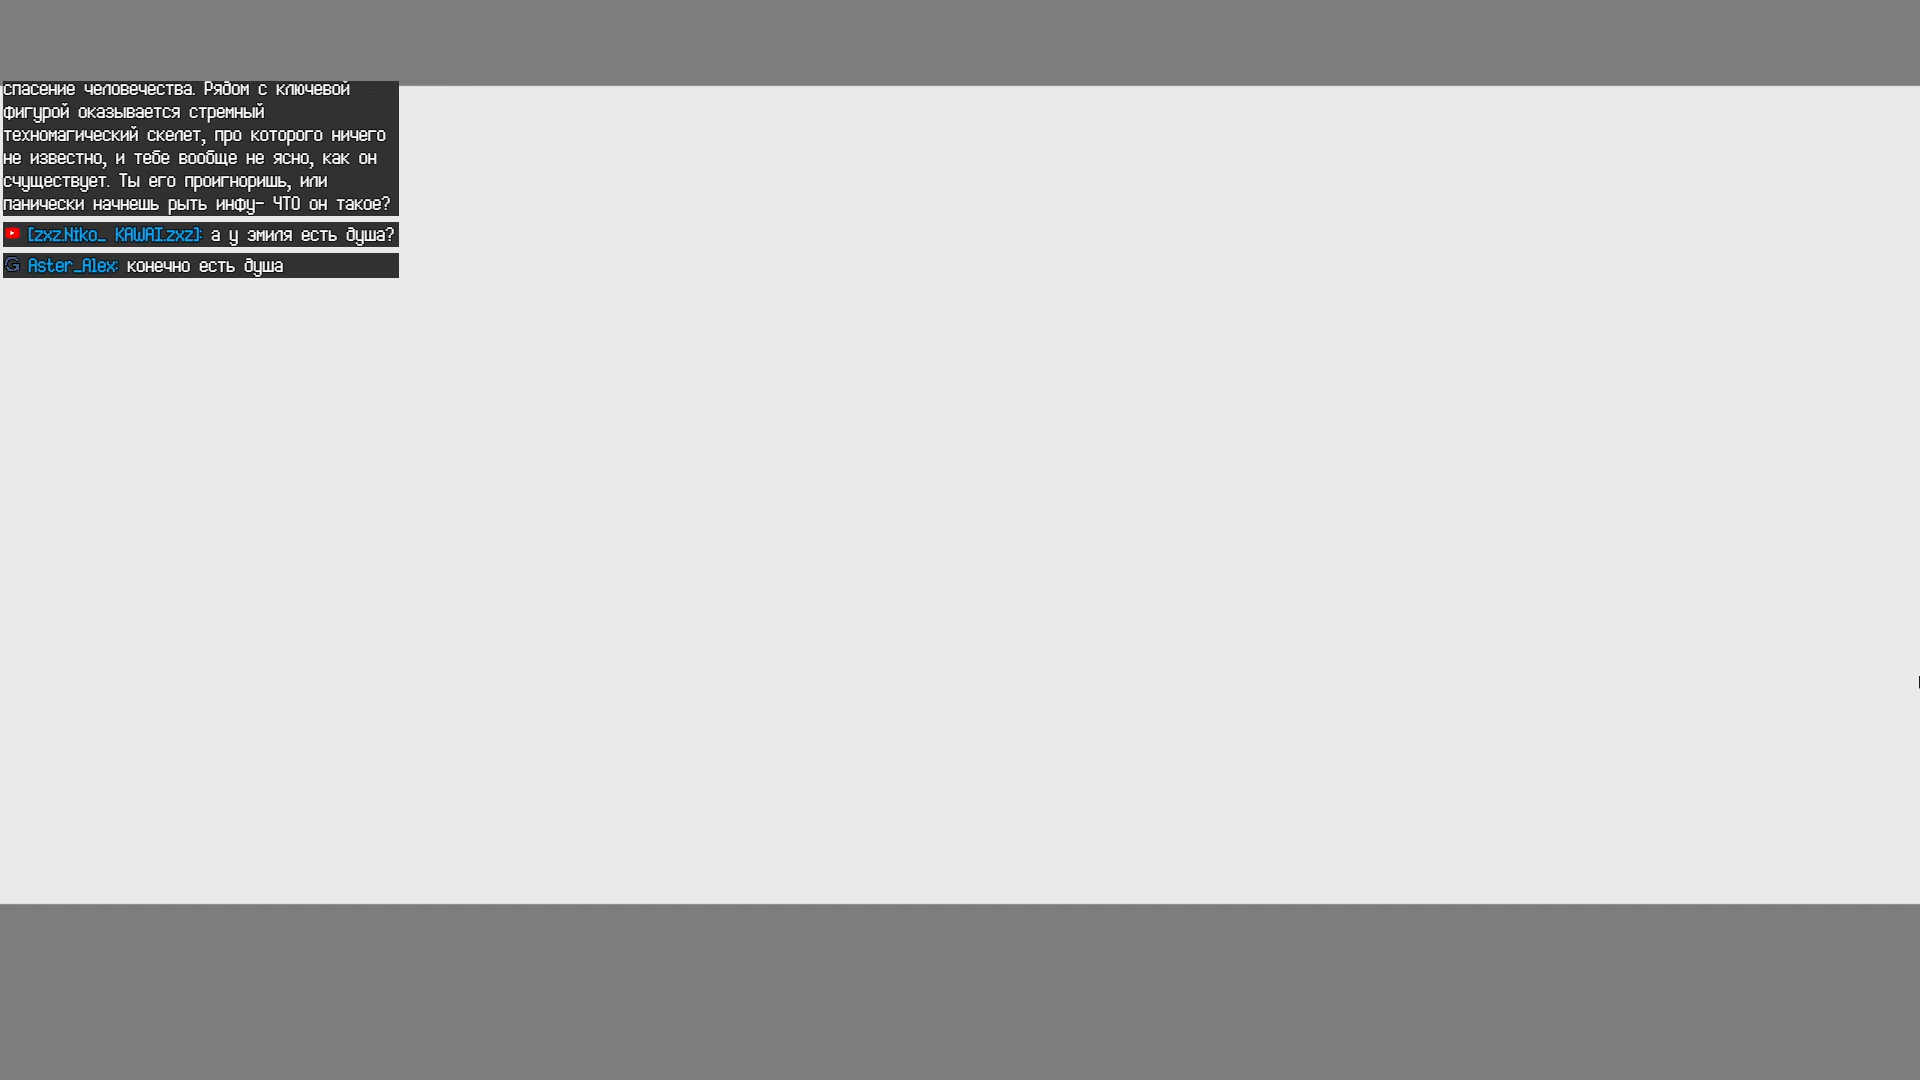 спасение человечества. Рядом с ключевой
фигурой оказывается стремный
техномагический скелет, про которого ничего
не известно, и тебе вообще не ясно, как он
счуществует. Ты его проигноришь, или
панически начнешь рыть инфу- ЧТО он такое?
[zxz.Niko_ KAWAI.zxz]: а у эмиля есть душа?
Aster_Alex: конечно есть душа